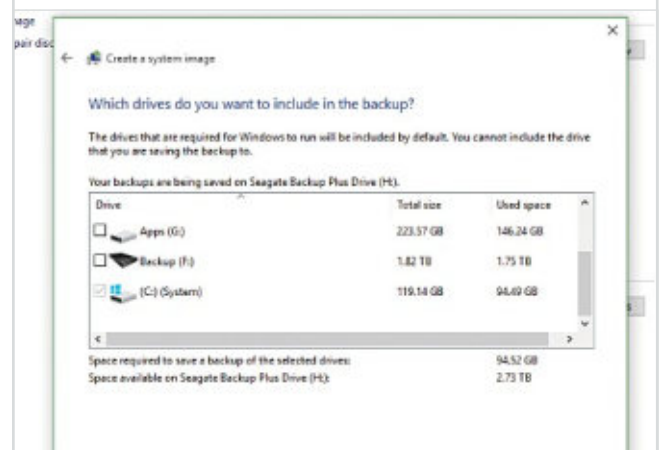 Create a system image
Which drives do you want to include in the backup?
The drives that are required for Windows to run will be included by default. You cannot include the drive
that you are saving the backup to.
Your backups are being saved on Seagate Backup Plus Drive (H:).
Drive Total size Used space
Apps (G:) 223.57 GB 146.24 GB
Backup (F:) 1.82 TB 1.75 TB
(C:) (System) 119.14 GB 94.49 GB
Space required to save a backup of the selected drives: 94.52 GB
Space available on Seagate Backup Plus Drive (H:): 2.73 TB